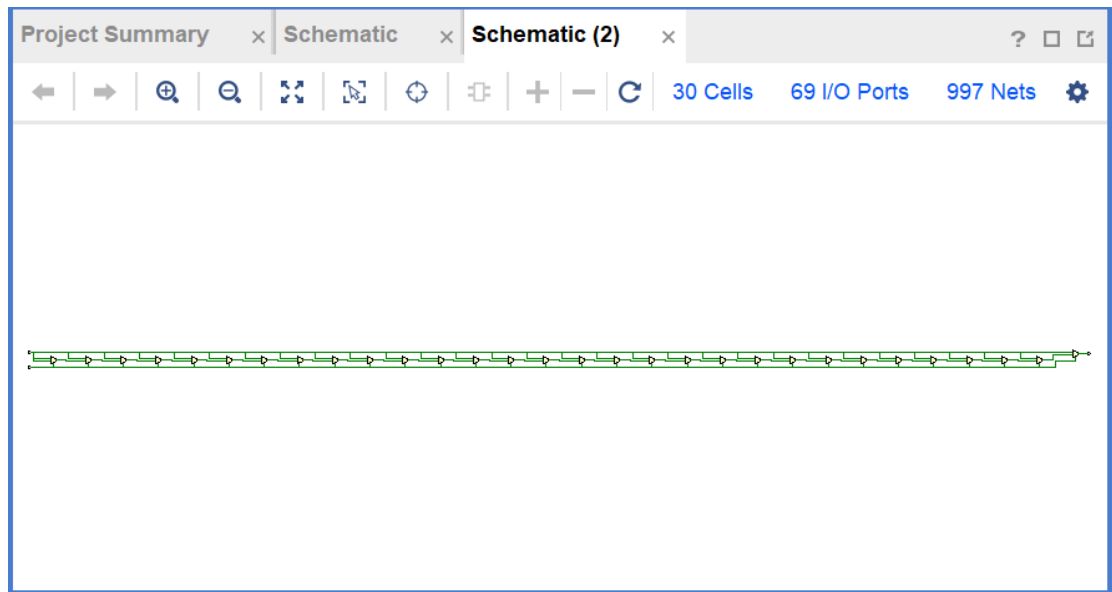 Project Summary × Schematic × Schematic (2) × ?
30 Cells 69 I/O Ports 997 Nets